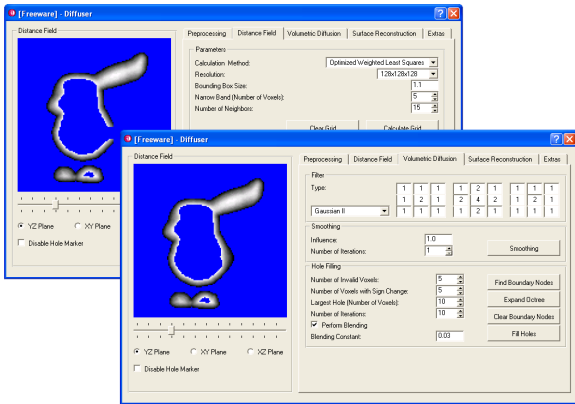 [Freeware] - Diffuser
Distance Field
Preprocessing Distance Field Volumetric Diffusion Surface Reconstruction Extras
Parameters
Calculation Method: Optimized Weighted Least Squares
Resolution: 128x128x128
Bounding Box Size: 1.1
Narrow Band (Number of Voxels): 5
Number of Neighbors: 15
Clear Grid Calculate Grid
YZ Plane XY Plane
Disable Hole Marker
[Freeware] - Diffuser
Distance Field
Preprocessing Distance Field Volumetric Diffusion Surface Reconstruction Extras
Filter
Type: 1 1 1 1 2 1 1 1 1
1 2 1 2 4 2 1 2 1
Gaussian II 1 1 1 1 2 1 1 1 1
Smoothing
Influence: 1.0
Number of Iterations: 1 Smoothing
Hole Filling
Number of Invalid Voxels: 5 Find Boundary Nodes
Number of Voxels with Sign Change: 5
Largest Hole (Number of Voxels): 10 Expand Octree
Number of Iterations: 10 Clear Boundary Nodes
Perform Blending
Blending Constant: 0.03 Fill Holes
YZ Plane XY Plane XZ Plane
Disable Hole Marker